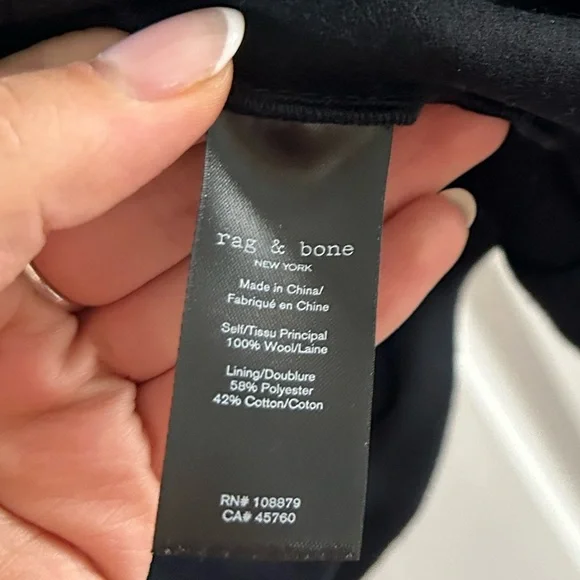 rag & bone
NEW YORK
Made in China/
Fabriqué en Chine
Self/Tissu Principal
100% Wool/Laine
Lining/Doublure
58% Polyester
42% Cotton/Coton
RN# 108879
CA# 45760